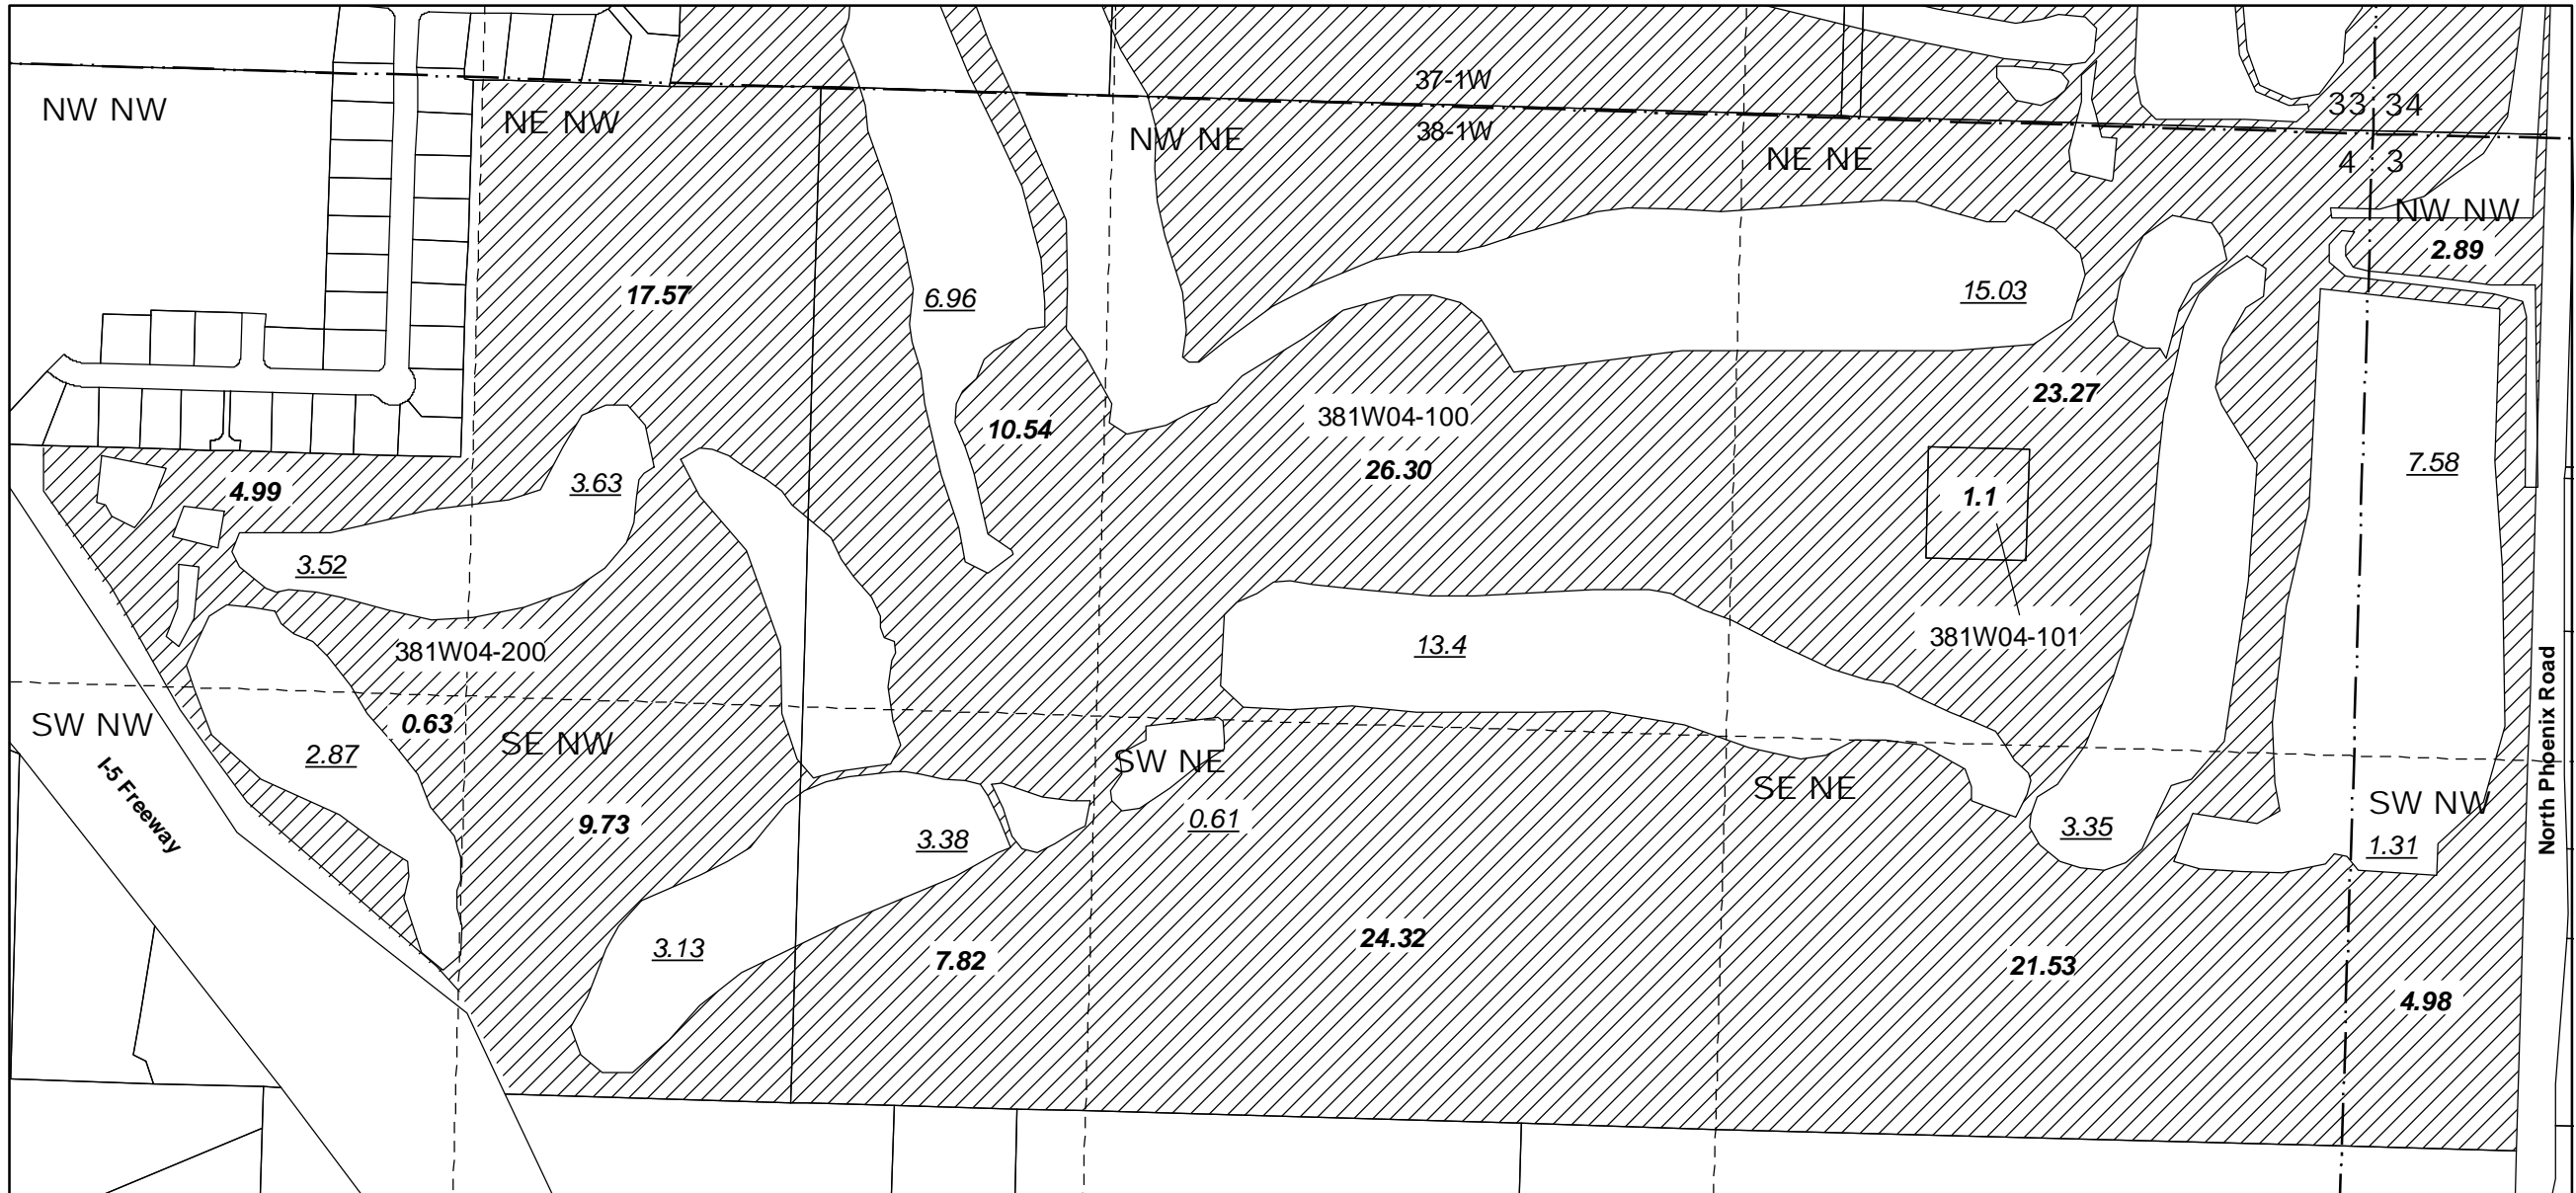 37-1W
33 34
NW NW
NE NW
38-1W
NW NE
NE NE
4 3
NW NW
2.89
17.57
6.96
15.03
23.27
381W04-100
10.54
26.30
7.58
3.63
4.99
1.1
3.52
381W04-200
13.4
381W04-101
SW NW
0.63
SE NW
2.87
SW NE
SE NE
SW NW
I-5 Freeway
North Phoenix Road
9.73
3.38
0.61
3.35
1.31
3.13
7.82
24.32
21.53
4.98